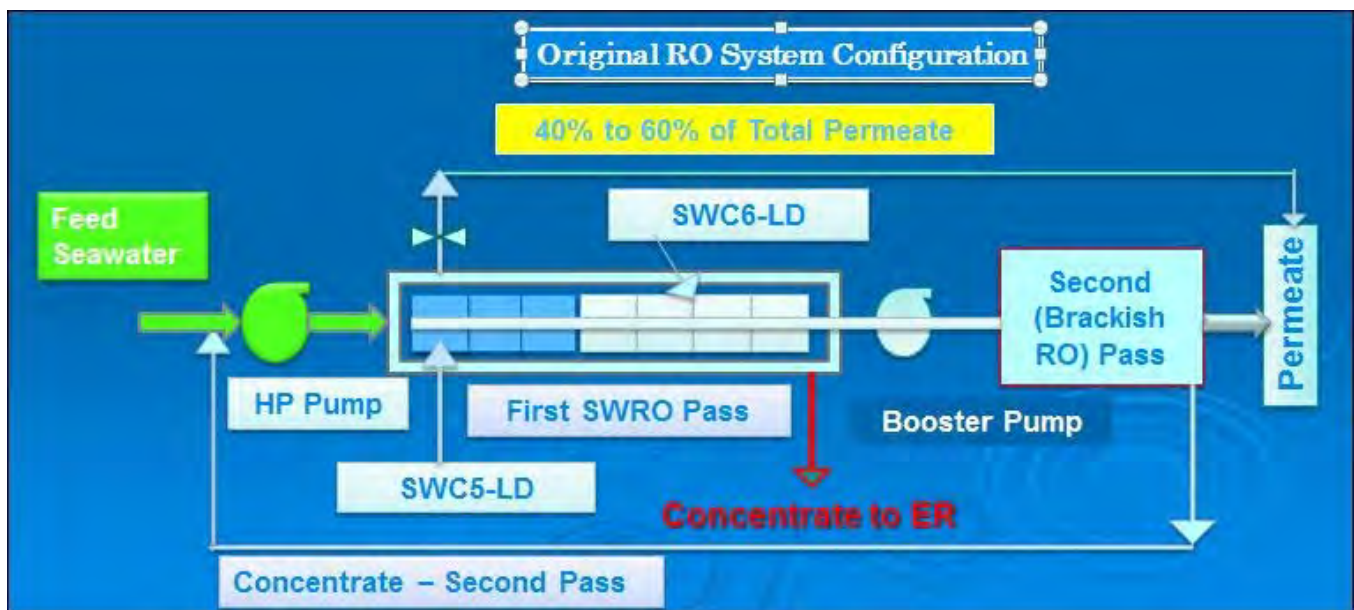 Original RO System Configuration
40% to 60% of Total Permeate
Feed
Seawater
SWC6-LD
Second
(Brackish
RO) Pass
Permeate
HP Pump
First SWRO Pass
Booster Pump
SWC5-LD
Concentrate to ER
Concentrate – Second Pass